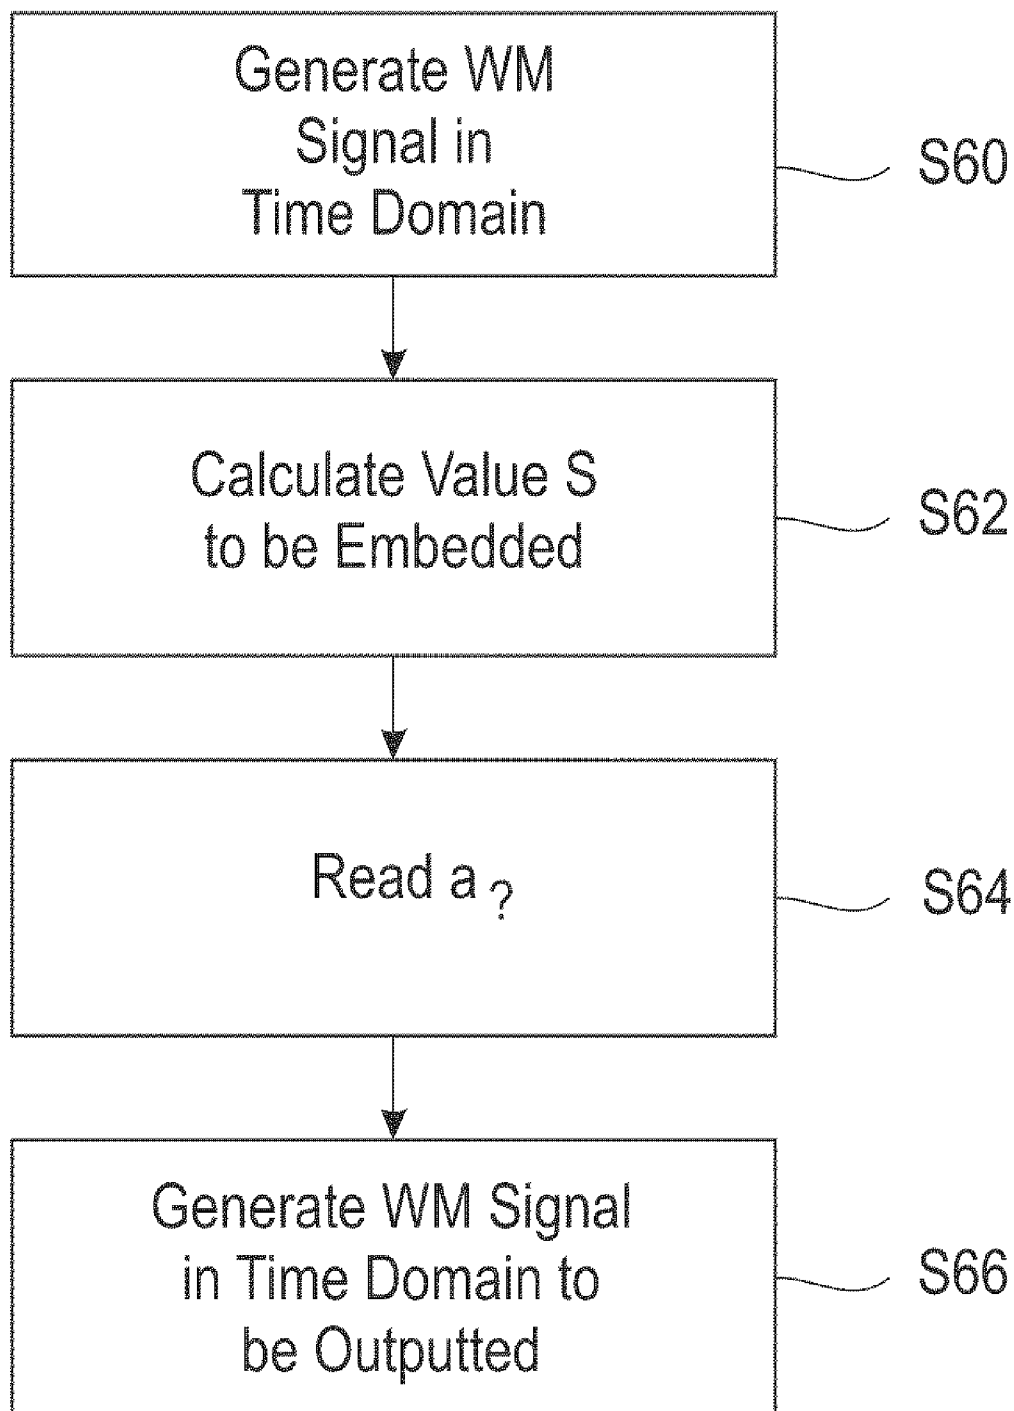 Generate WM
Signal in
Time Domain
S60
Calculate Value S
to be Embedded
S62
Read a ?
S64
Generate WM Signal
in Time Domain to
be Outputted
S66